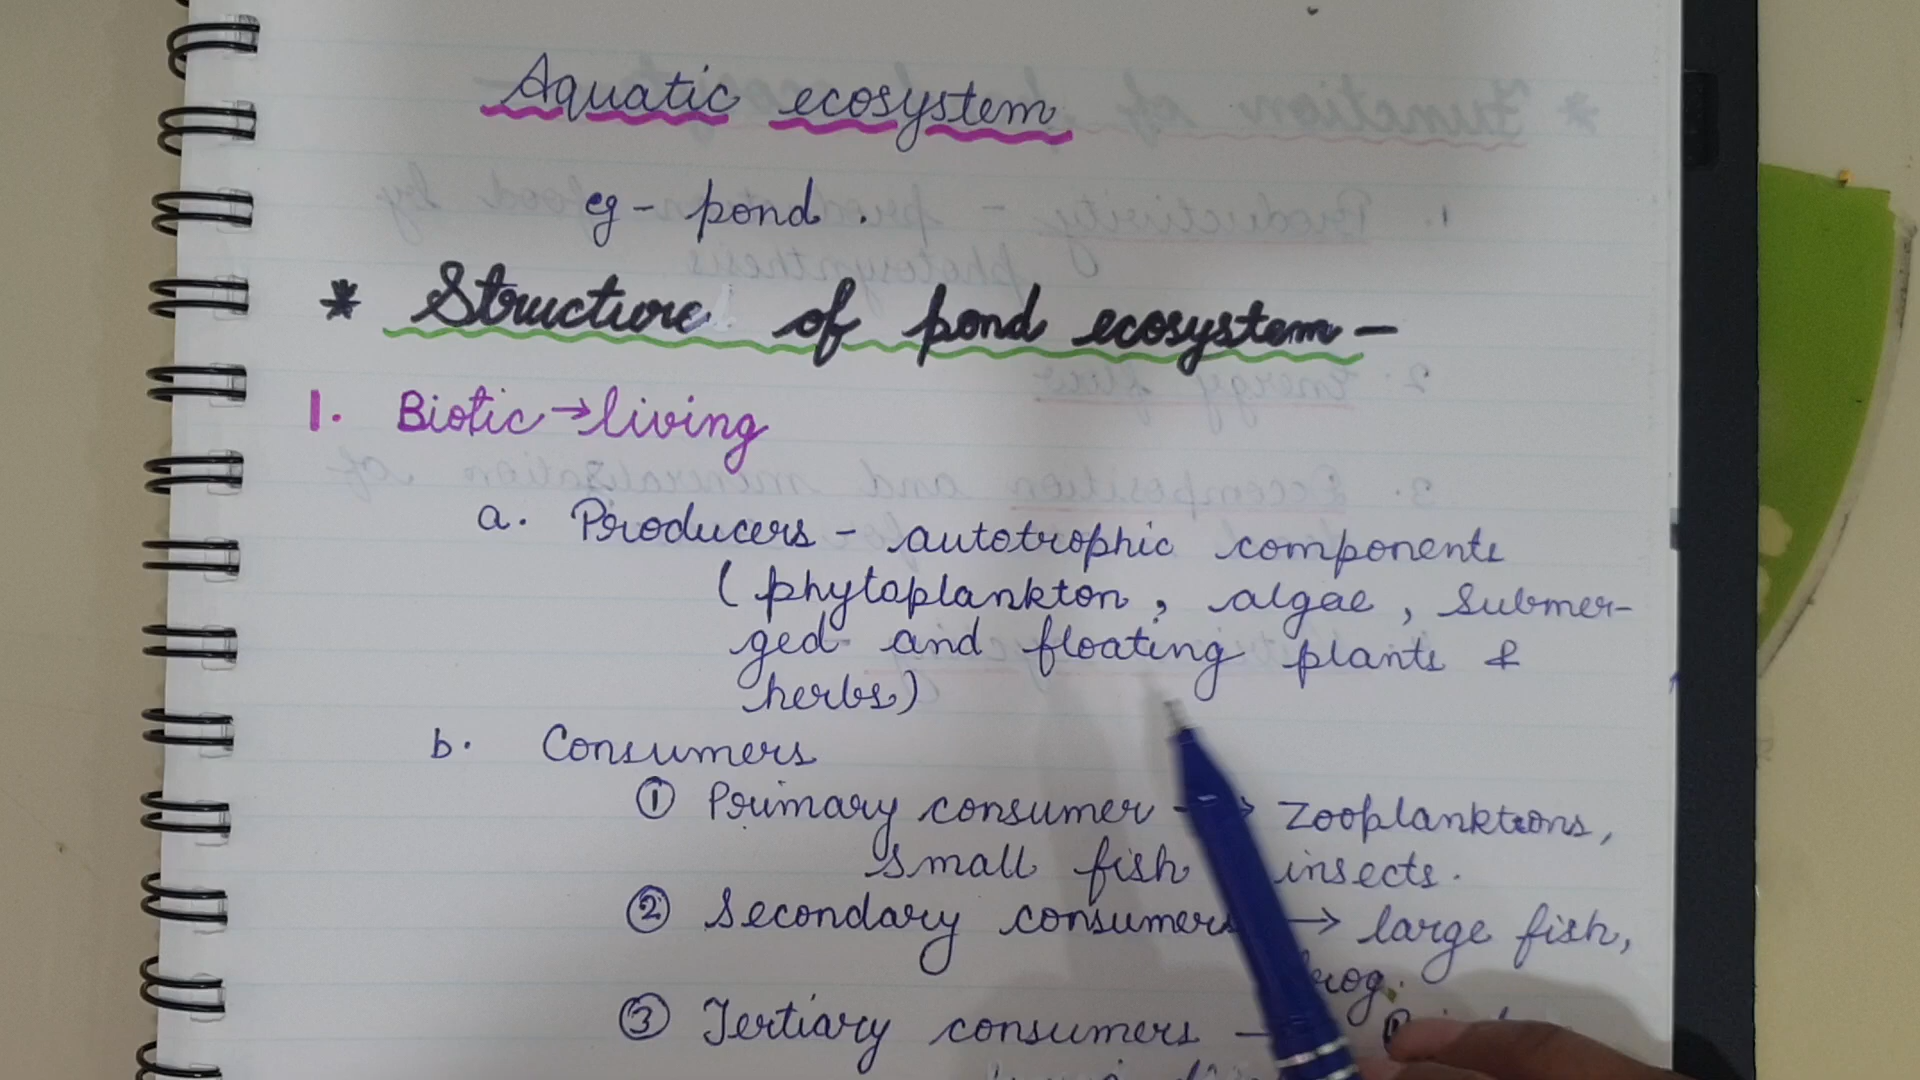 Aquatic ecosystem
eg - pond.
* Structure of pond ecosystem -
1. Biotic → living
a. Producers - autotrophic components
(phytoplankton, algae, submer-
ged and floating plants &
herbs)
b. Consumers
① Primary consumer → zooplanktons,
small fish insects.
② Secondary consumers → large fish,
frog.
③ Tertiary consumers -